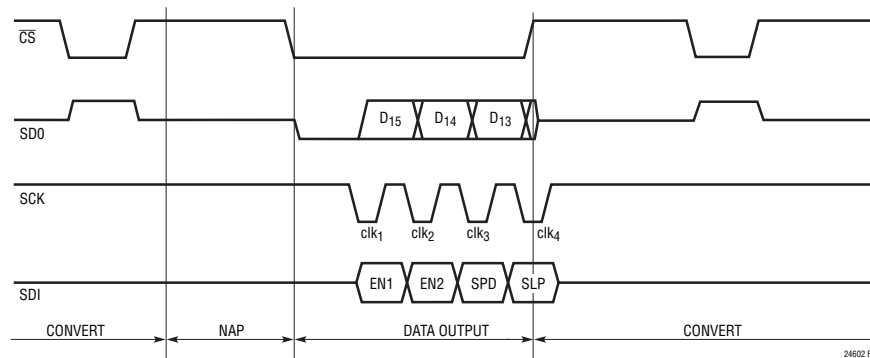 CS
D15 D14 D13
SD0
SCK
clk1 clk2 clk3 clk4
EN1 EN2 SPD SLP
SDI
CONVERT NAP DATA OUTPUT CONVERT
24602 F